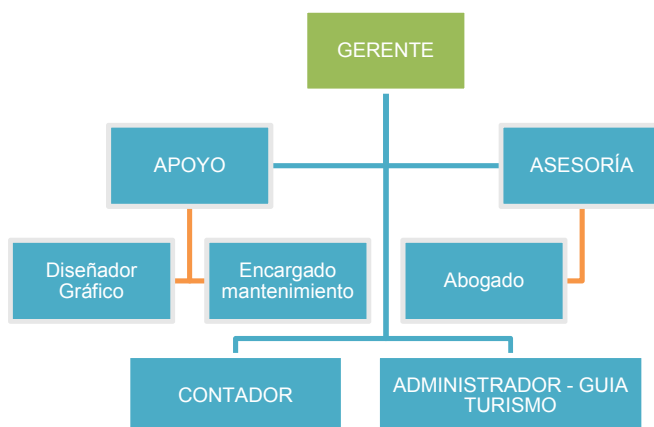 GERENTE
APOYO
ASESORÍA
Diseñador
Gráfico
Encargado
mantenimiento
Abogado
CONTADOR
ADMINISTRADOR - GUIA
TURISMO